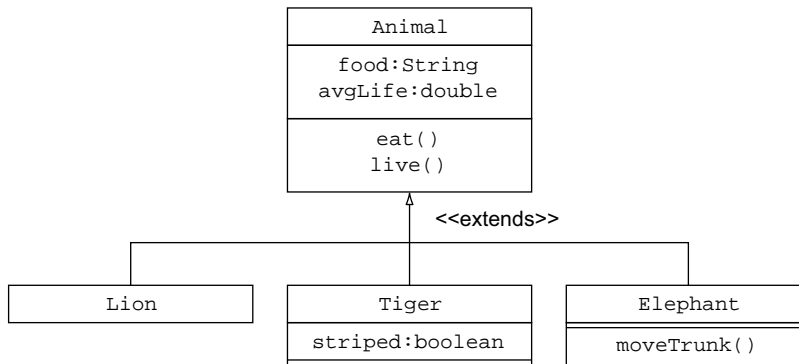 Animal
food:String
avgLife:double
eat()
live()
<<extends>>
Lion
Tiger
Elephant
striped:boolean
moveTrunk()